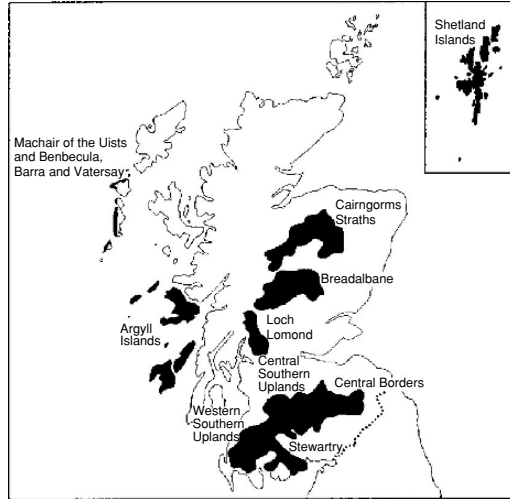 Shetland
Islands
Machair of the Uists
and Benbecula,
Barra and Vatersay
Cairngorms
Straths
Breadalbane
Argyll
Islands
Loch
Lomond
Central
Southern
Uplands
Central Borders
Western
Southern
Uplands
Stewartry